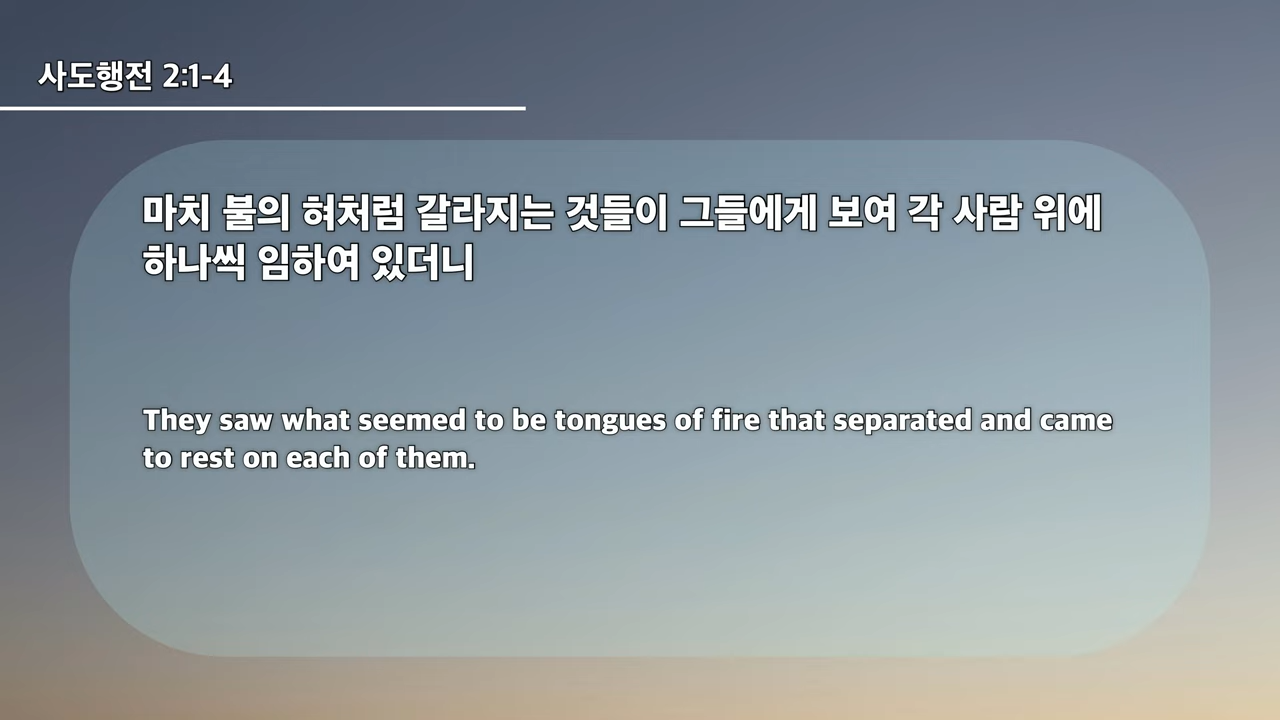 사도행전 2:1-4
마치 불의 혀처럼 갈라지는 것들이 그들에게 보여 각 사람 위에
하나씩 임하여 있더니
They saw what seemed to be tongues of fire that separated and came
to rest on each of them.